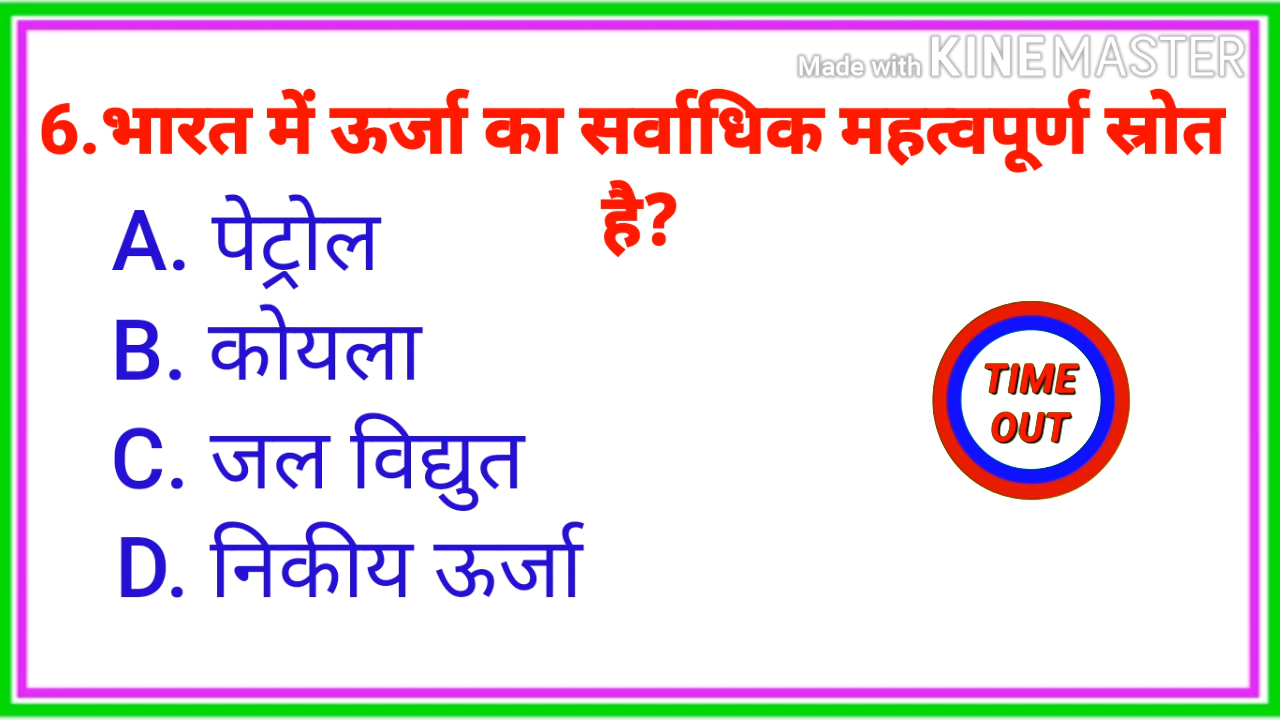 Made with KINEMASTER
6.भारत में ऊर्जा का सर्वाधिक महत्वपूर्ण स्रोत
है?
A. पेट्रोल
B. कोयला
C. जल विद्युत
D. निकीय ऊर्जा
TIME
OUT